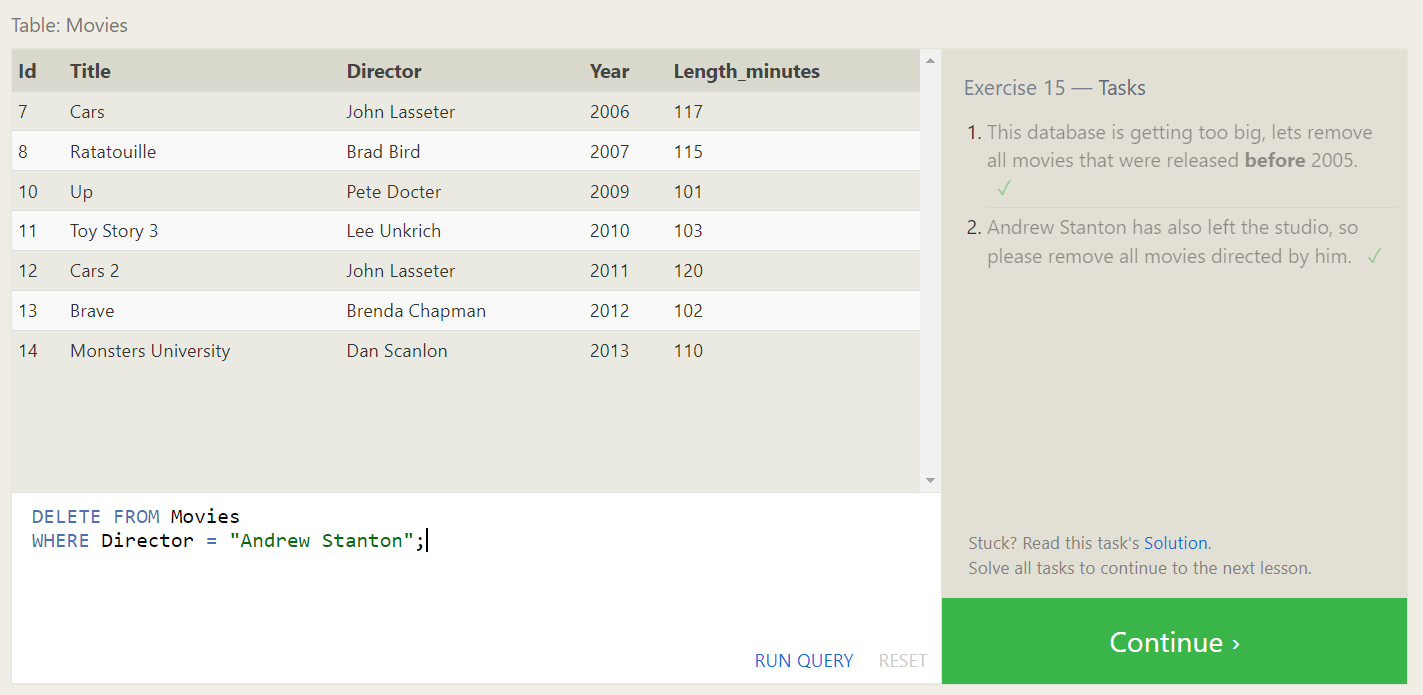 Table: Movies
Id Title Director Year Length_minutes
7 Cars John Lasseter 2006 117
8 Ratatouille Brad Bird 2007 115
10 Up Pete Docter 2009 101
11 Toy Story 3 Lee Unkrich 2010 103
12 Cars 2 John Lasseter 2011 120
13 Brave Brenda Chapman 2012 102
14 Monsters University Dan Scanlon 2013 110
DELETE FROM Movies
WHERE Director = "Andrew Stanton";
RUN QUERY RESET
Exercise 15 — Tasks
1. This database is getting too big, lets remove
all movies that were released before 2005.
✓
2. Andrew Stanton has also left the studio, so
please remove all movies directed by him. ✓
Stuck? Read this task's Solution.
Solve all tasks to continue to the next lesson.
Continue ›